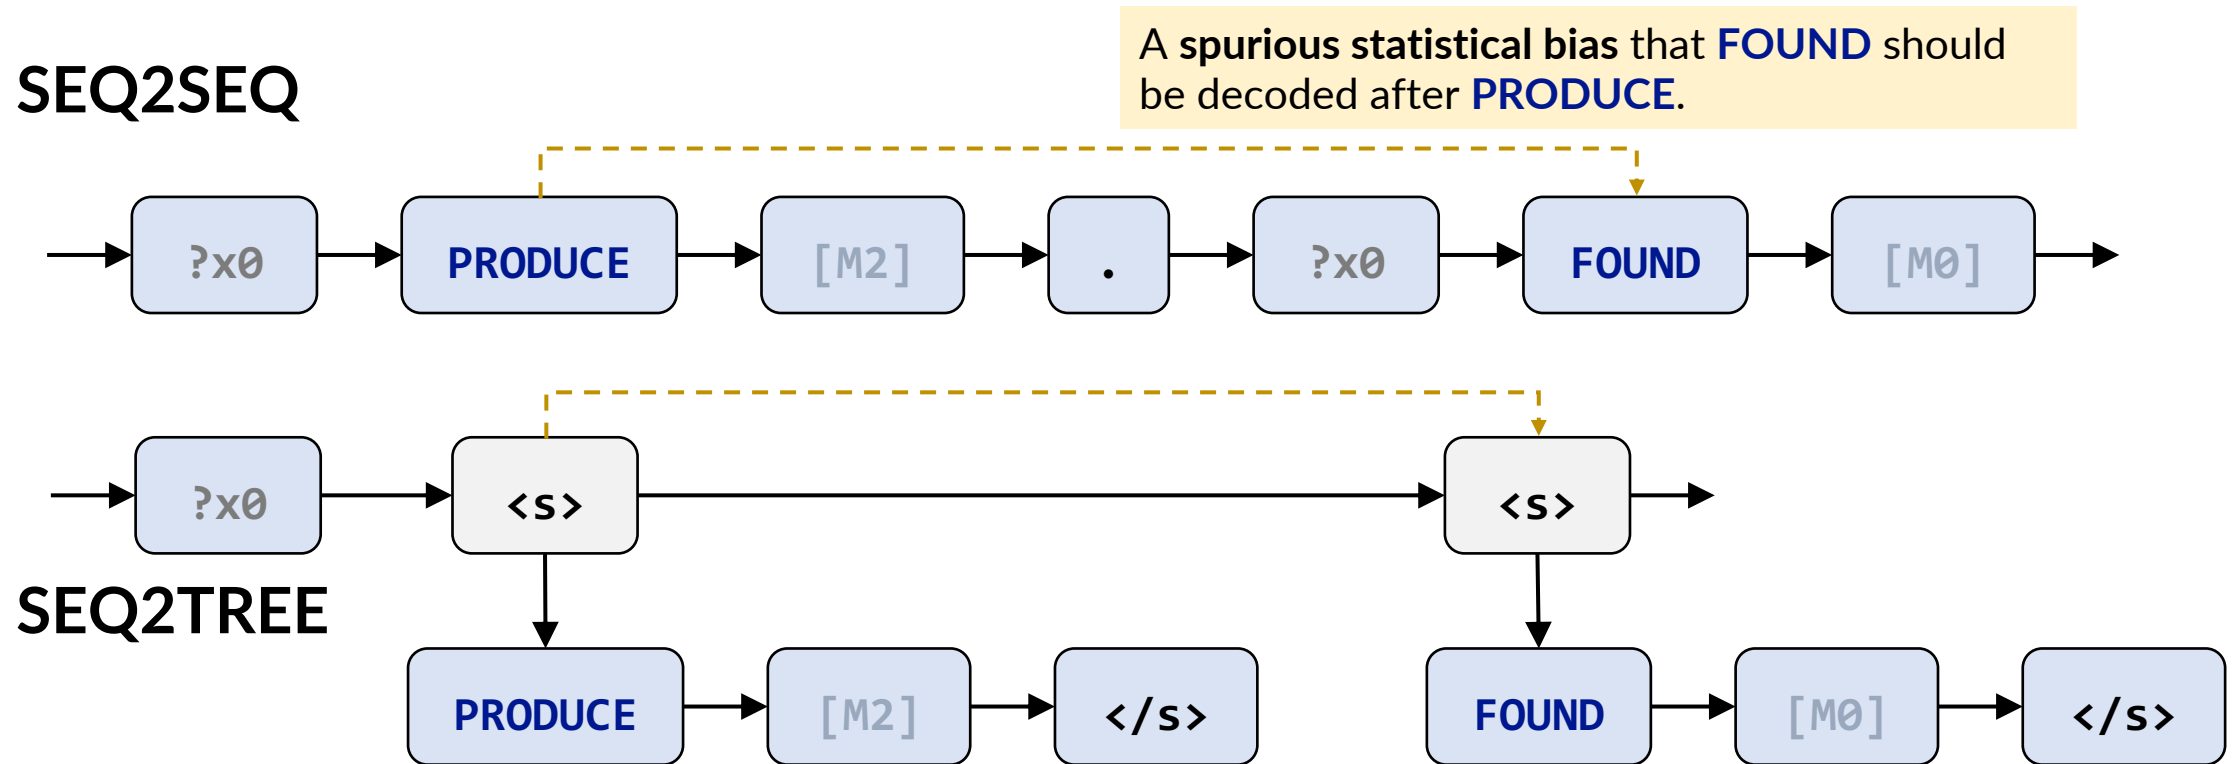 A spurious statistical bias that FOUND should
be decoded after PRODUCE.
SEQ2SEQ
?x0 PRODUCE [M2] . ?x0 FOUND [M0]
?x0 <s> <s>
SEQ2TREE
PRODUCE [M2] </s> FOUND [M0] </s>